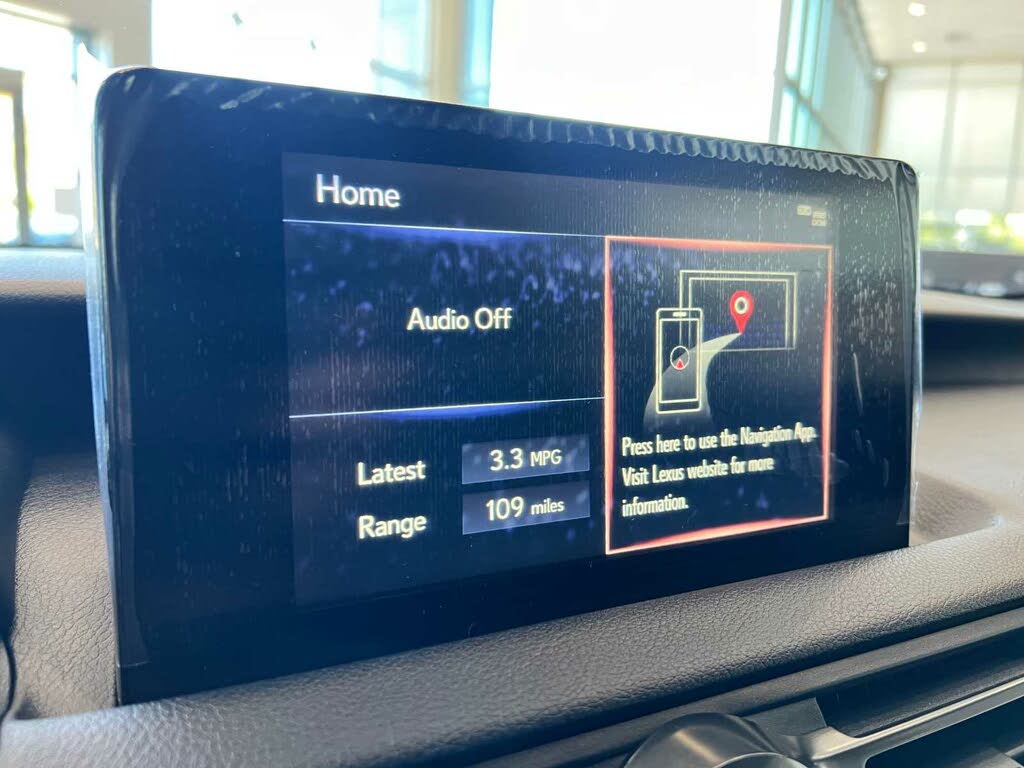 Home
Audio Off
Latest 3.3 MPG
Range 109 miles
Press here to use the Navigation App.
Visit Lexus website for more
information.